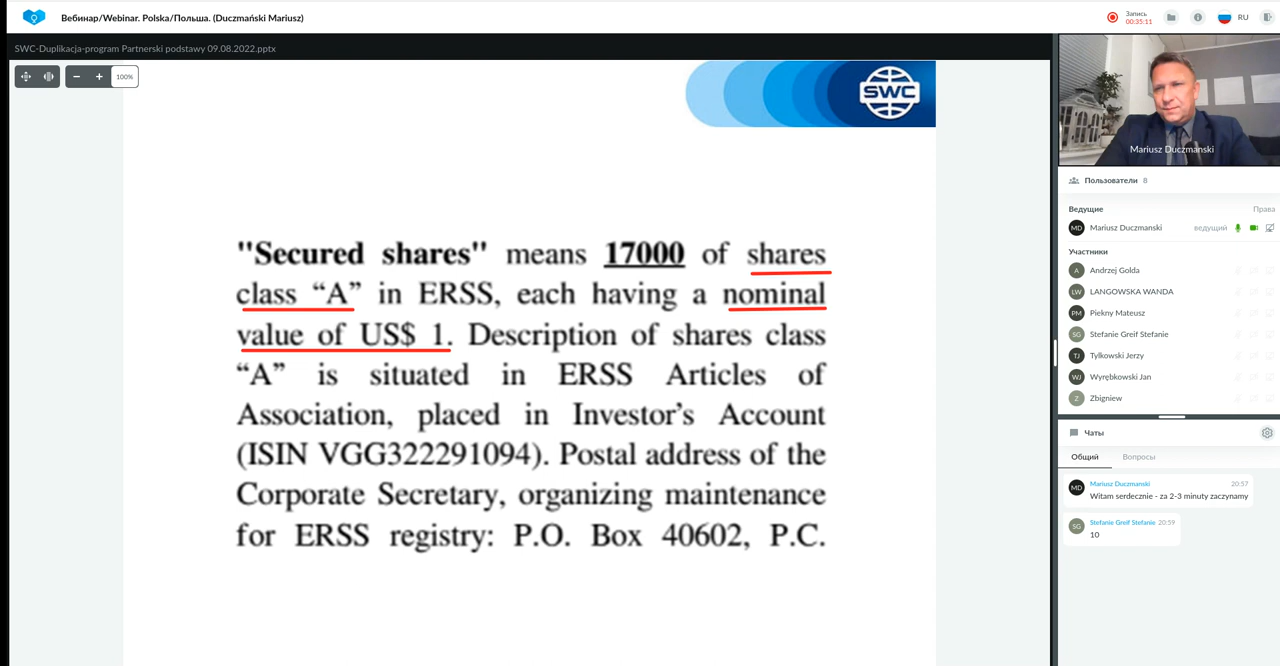 Вебинар/Webinar. Polska/Польша. (Duczmański Mariusz)
Запись
00:35:11
RU
SWC-Duplikacja-program Partnerski podstawy 09.08.2022.pptx
100%
SWC
"Secured shares" means 17000 of shares
class “A” in ERSS, each having a nominal
value of US$ 1. Description of shares class
“A” is situated in ERSS Articles of
Association, placed in Investor’s Account
(ISIN VGG322291094). Postal address of the
Corporate Secretary, organizing maintenance
for ERSS registry: P.O. Box 40602, P.C.
Mariusz Duczmanski
Пользователи 8
Ведущие Права
MD Mariusz Duczmanski ведущий
Участники
A Andrzej Golda
LW LANGOWSKA WANDA
PM Piekny Mateusz
SG Stefanie Greif Stefanie
TJ Tylkowski Jerzy
WJ Wyrębkowski Jan
Z Zbigniew
Чаты
Общий Вопросы
MD Mariusz Duczmanski 20:57
Witam serdecznie - za 2-3 minuty zaczynamy
SG Stefanie Greif Stefanie 20:59
10